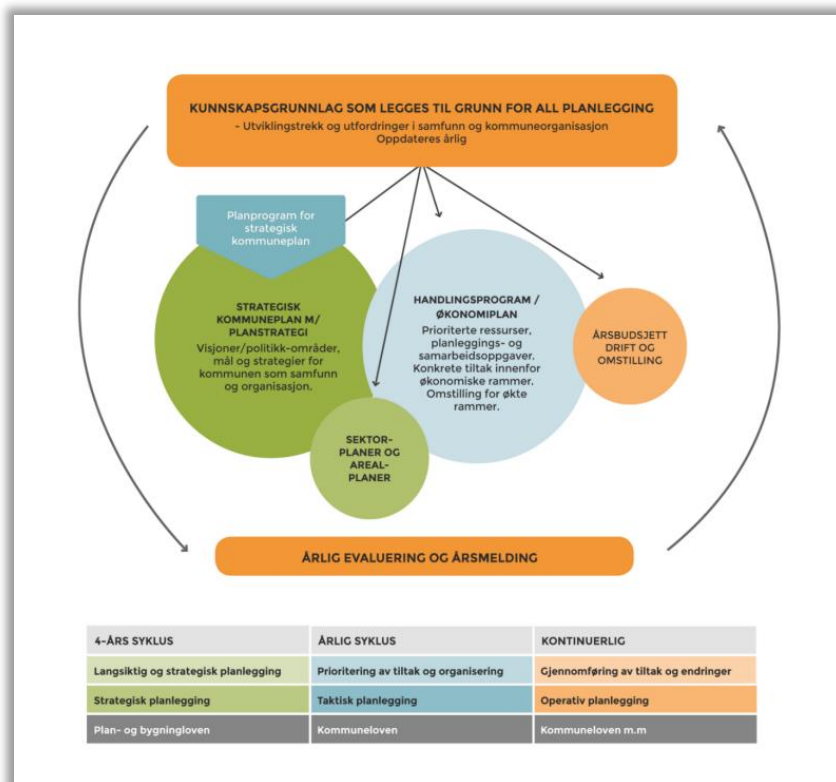 KUNNSKAPSGRUNNLAG SOM LEGGES TIL GRUNN FOR ALL PLANLEGGING
- Utviklingstrekk og utfordringer i samfunn og kommuneorganisasjon
Oppdateres årlig
Planprogram for
strategisk
kommuneplan
STRATEGISK
KOMMUNEPLAN M/
PLANSTRATEGI
Visjoner/politikk-områder,
mål og strategier for
kommunen som samfunn
og organisasjon.
HANDLINGSPROGRAM /
ØKONOMIPLAN
Prioriterte ressurser,
planleggings- og
samarbeidsoppgaver.
Konkrete tiltak innenfor
økonomiske rammer.
Omstilling for økte
rammer.
ÅRSBUDSJETT
DRIFT OG
OMSTILLING
SEKTOR-
PLANER OG
AREAL-
PLANER
ÅRLIG EVALUERING OG ÅRSMELDING
4-ÅRS SYKLUS ÅRLIG SYKLUS KONTINUERLIG
Langsiktig og strategisk planlegging Prioritering av tiltak og organisering Gjennomføring av tiltak og endringer
Strategisk planlegging Taktisk planlegging Operativ planlegging
Plan- og bygningloven Kommuneloven Kommuneloven m.m